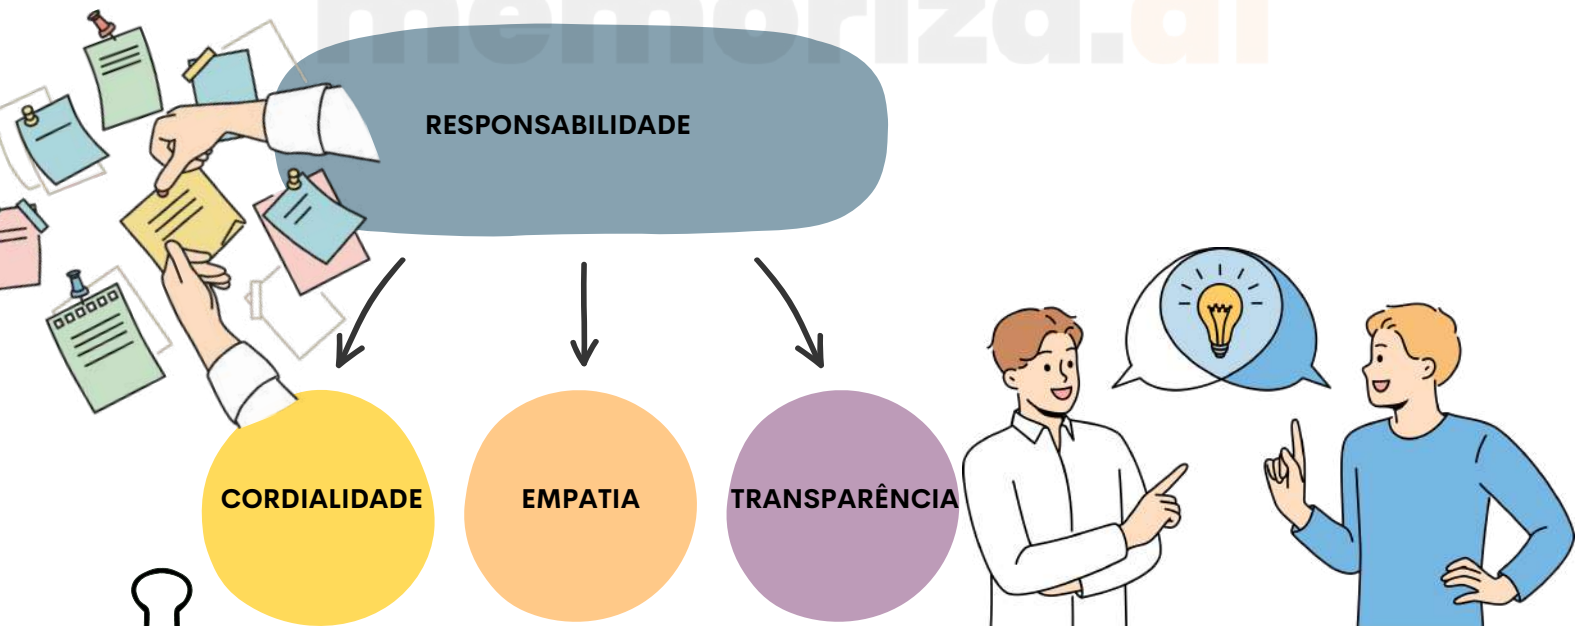 memoriza.ai
RESPONSABILIDADE
CORDIALIDADE
EMPATIA
TRANSPARÊNCIA